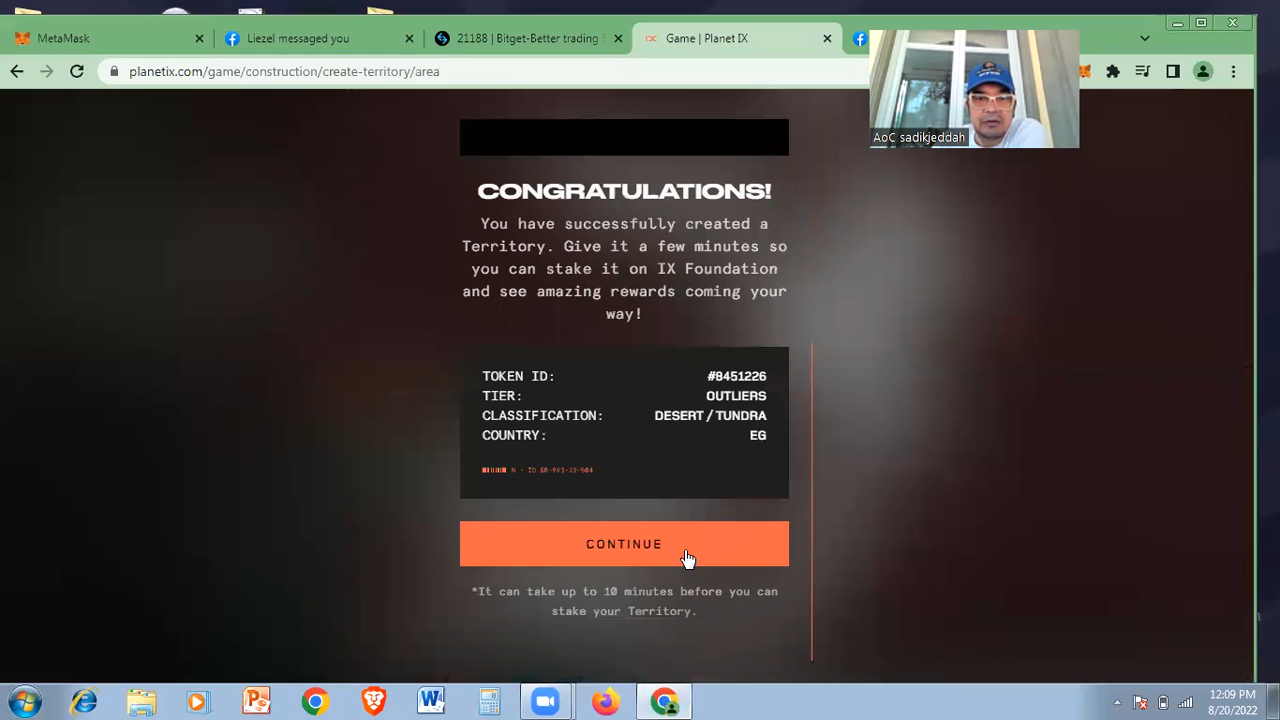 MetaMask
Liezel messaged you
21188 | Bitget-Better trading
Game | Planet IX
planetix.com/game/construction/create-territory/area
AoC sadikjeddah
CONGRATULATIONS!
You have successfully created a
Territory. Give it a few minutes so
you can stake it on IX Foundation
and see amazing rewards coming your
way!
TOKEN ID: #8451226
TIER: OUTLIERS
CLASSIFICATION: DESERT / TUNDRA
COUNTRY: EG
CONTINUE
*It can take up to 10 minutes before you can
stake your Territory.
12:09 PM
8/20/2022